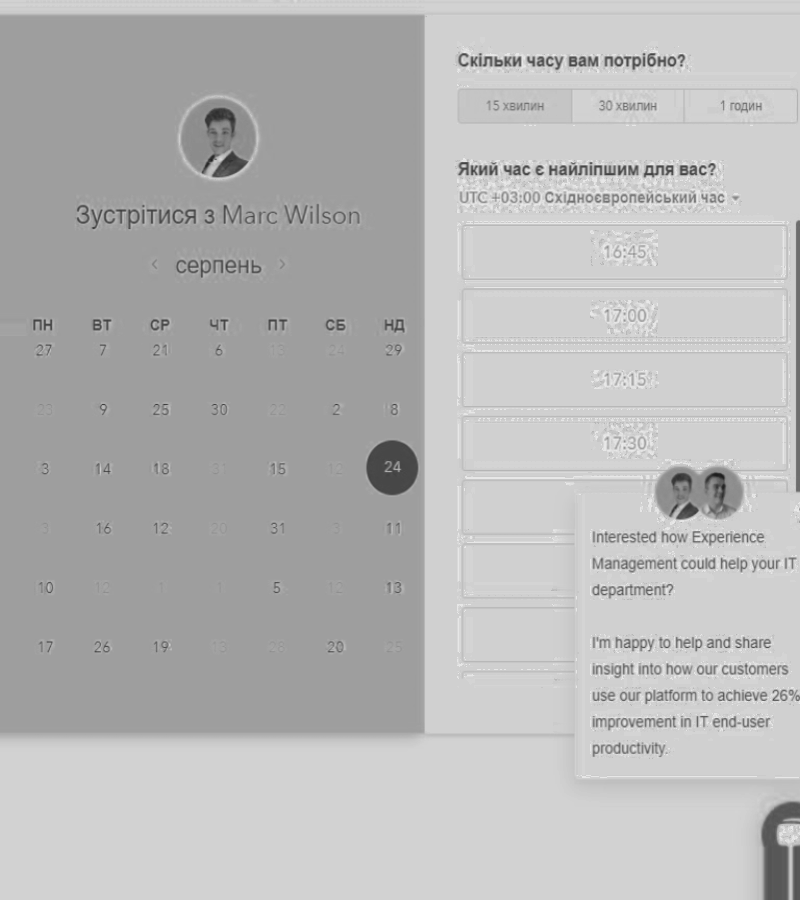 Зустрітися з Marc Wilson
‹ серпень ›
ПН ВТ СР ЧТ ПТ СБ НД
27 7 21 6 13 24 29
23 9 25 30 22 2 8
3 14 18 31 15 12 24
3 16 12 20 31 3 11
10 12 1 1 5 12 13
17 26 19 13 28 20 25
Скільки часу вам потрібно?
15 хвилин 30 хвилин 1 годин
Який час є найліпшим для вас?
UTC +03:00 Східноєвропейський час
16:45
17:00
17:15
17:30
Interested how Experience
Management could help your IT
department?
I'm happy to help and share
insight into how our customers
use our platform to achieve 26%
improvement in IT end-user
productivity.